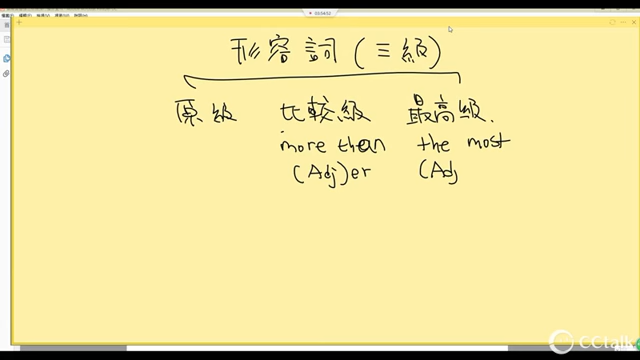 形容詞(三級)
原級 比較級 最高級.
more than the most
(Adj)er (Adj
CCtalk